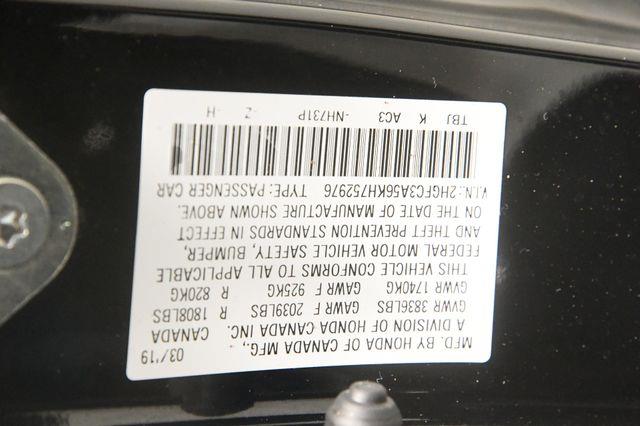 MFD. BY HONDA OF CANADA MFG., 03/'19
A DIVISION OF HONDA CANADA INC. CANADA
GVWR 3836LBS GAWR F 2039LBS R 1808LBS
GVWR 1740KG GAWR F 925KG R 820KG
THIS VEHICLE CONFORMS TO ALL APPLICABLE
FEDERAL MOTOR VEHICLE SAFETY, BUMPER,
AND THEFT PREVENTION STANDARDS IN EFFECT
ON THE DATE OF MANUFACTURE SHOWN ABOVE.
V.I.N.: 2HGFC3A56KH752976 TYPE: PASSENGER CAR
TBJ K AC3 -NH731P -Z -H